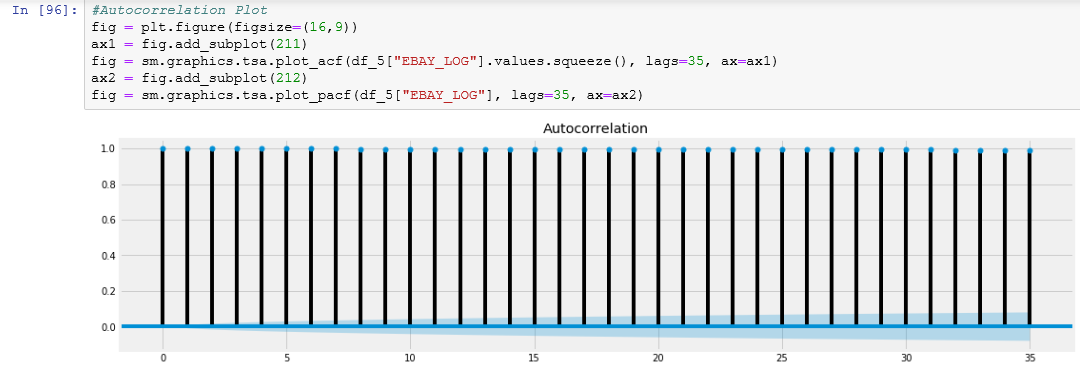 In [96]: #Autocorrelation Plot
fig = plt.figure(figsize=(16,9))
ax1 = fig.add_subplot(211)
fig = sm.graphics.tsa.plot_acf(df_5["EBAY_LOG"].values.squeeze(), lags=35, ax=ax1)
ax2 = fig.add_subplot(212)
fig = sm.graphics.tsa.plot_pacf(df_5["EBAY_LOG"], lags=35, ax=ax2)
Autocorrelation
1.0
0.8
0.6
0.4
0.2
0.0
0 5 10 15 20 25 30 35